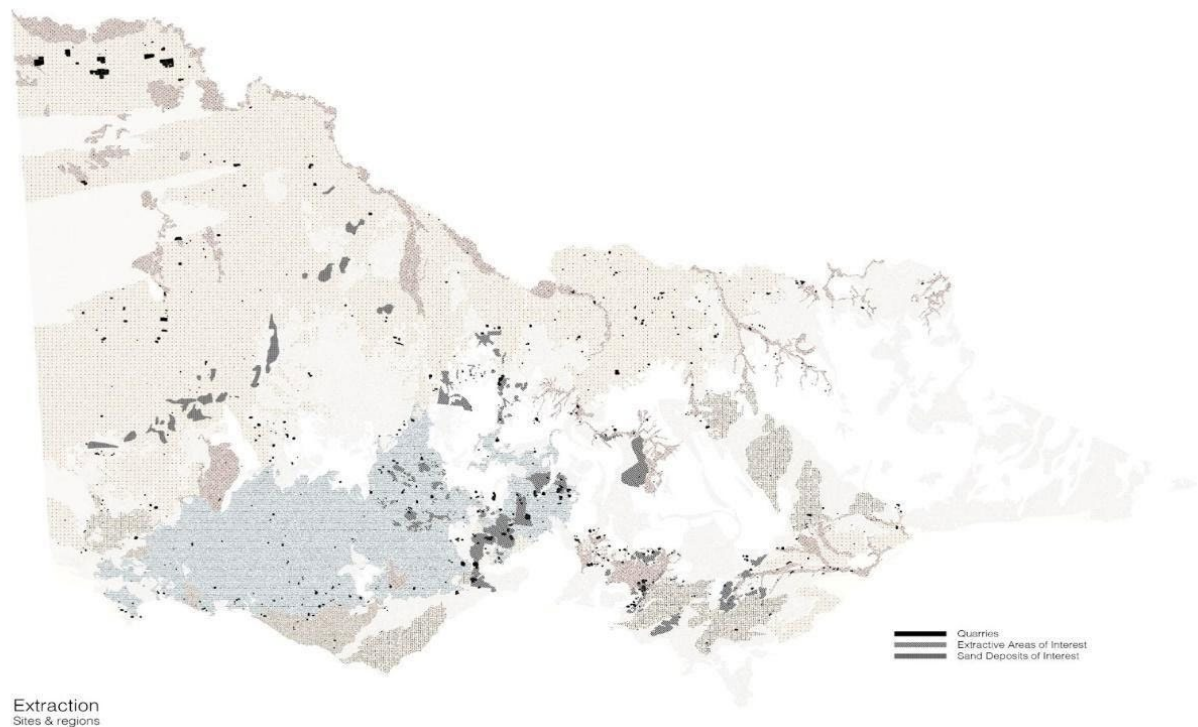 Quarries
Extractive Areas of Interest
Sand Deposits of Interest
Extraction
Sites & regions